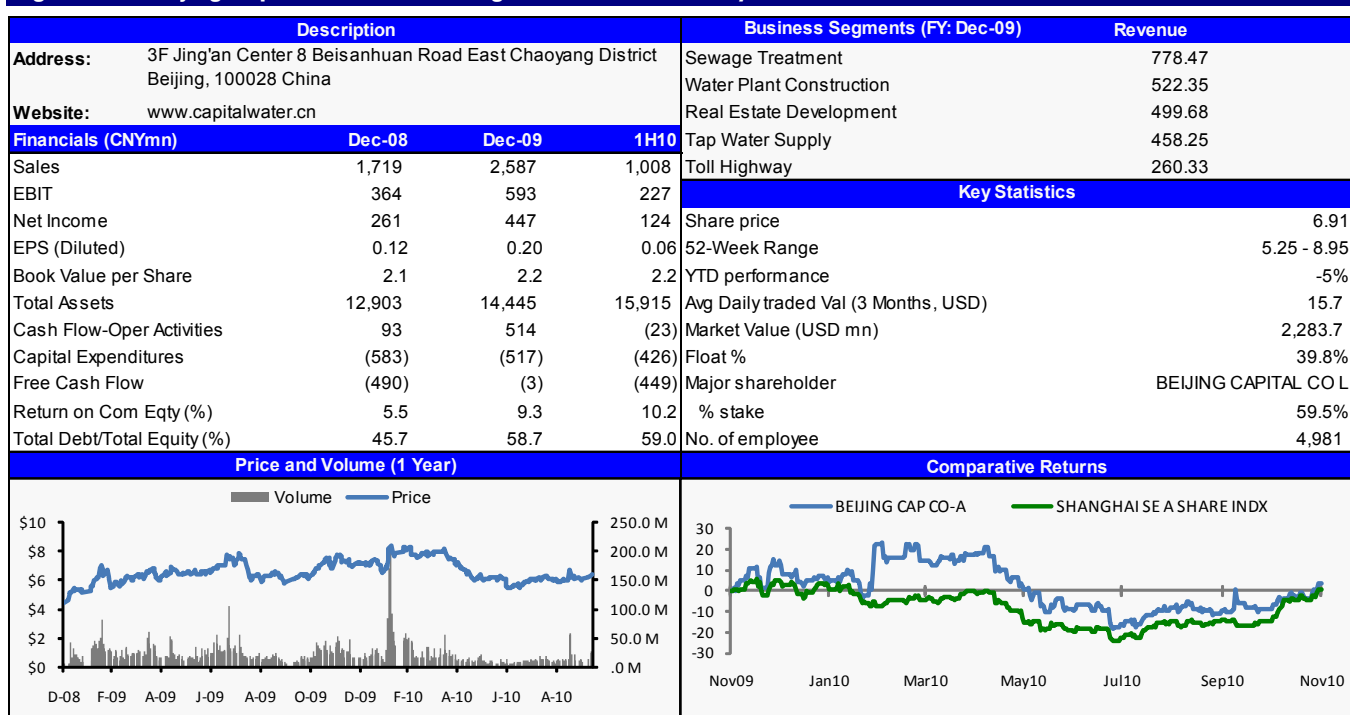 Description
Address: 3F Jing'an Center 8 Beisanhuan Road East Chaoyang District
Beijing, 100028 China
Website: www.capitalwater.cn
Financials (CNYmn) Dec-08 Dec-09 1H10
Sales 1,719 2,587 1,008
EBIT 364 593 227
Net Income 261 447 124
EPS (Diluted) 0.12 0.20 0.06
Book Value per Share 2.1 2.2 2.2
Total Assets 12,903 14,445 15,915
Cash Flow-Oper Activities 93 514 (23)
Capital Expenditures (583) (517) (426)
Free Cash Flow (490) (3) (449)
Return on Com Eqty (%) 5.5 9.3 10.2
Total Debt/Total Equity (%) 45.7 58.7 59.0
Business Segments (FY: Dec-09) Revenue
Sewage Treatment 778.47
Water Plant Construction 522.35
Real Estate Development 499.68
Tap Water Supply 458.25
Toll Highway 260.33
Key Statistics
Share price 6.91
52-Week Range 5.25 - 8.95
YTD performance -5%
Avg Daily traded Val (3 Months, USD) 15.7
Market Value (USD mn) 2,283.7
Float % 39.8%
Major shareholder BEIJING CAPITAL CO L
% stake 59.5%
No. of employee 4,981
Price and Volume (1 Year)
Volume Price
$10 250.0 M
$8 200.0 M
$6 150.0 M
$4 100.0 M
$2 50.0 M
$0 .0 M
D-08 F-09 A-09 J-09 A-09 O-09 D-09 F-10 A-10 J-10 A-10
Comparative Returns
BEIJING CAP CO-A SHANGHAI SE A SHARE INDX
30
20
10
0
-10
-20
-30
Nov09 Jan10 Mar10 May10 Jul10 Sep10 Nov10